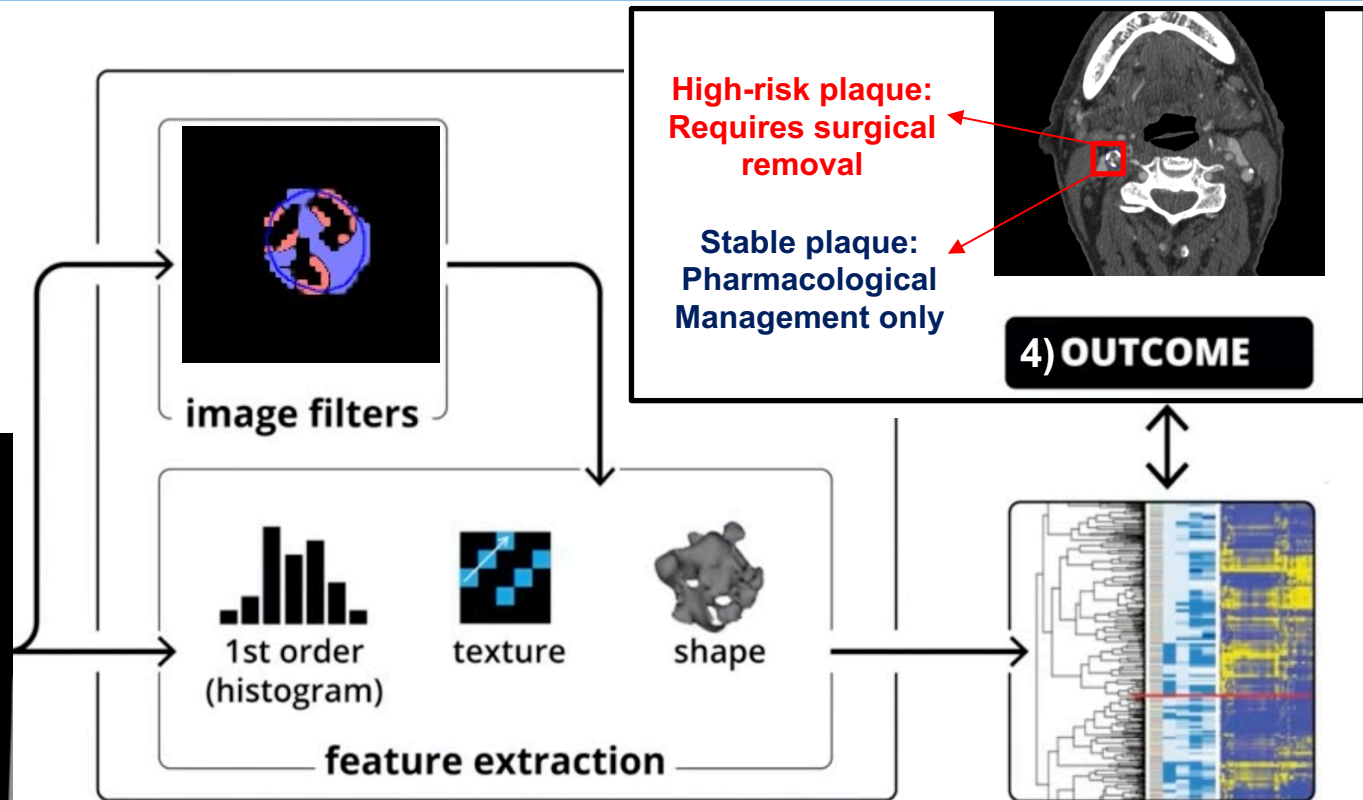 High-risk plaque:
Requires surgical
removal
Stable plaque:
Pharmacological
Management only
4) OUTCOME
image filters
1st order
(histogram)
texture
shape
feature extraction